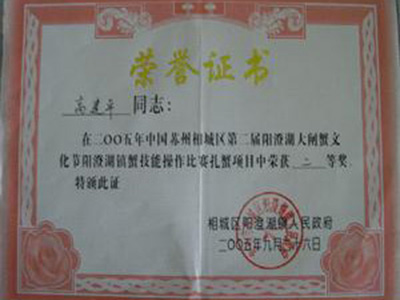 荣誉证书
高建平 同志：
在二〇〇五年中国苏州相城区第二届阳澄湖大闸蟹文
化节阳澄湖镇蟹技能操作比赛扎蟹项目中荣获 二 等奖，
特颁此证
相城区阳澄湖镇人民政府
二〇〇五年九月二十六日